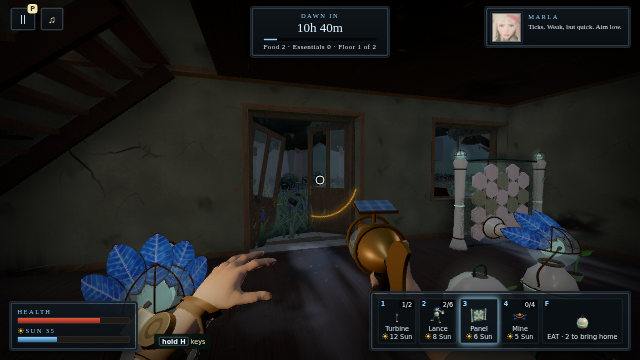 P
DAWN IN
10h 40m
Food 2 · Essentials 0 · Floor 1 of 2
MARLA
Ticks. Weak, but quick. Aim low.
HEALTH
SUN 35
hold H keys
1 1/2
Turbine
12 Sun
2 2/6
Lance
8 Sun
3
Panel
6 Sun
4 0/4
Mine
5 Sun
F
EAT · 2 to bring home